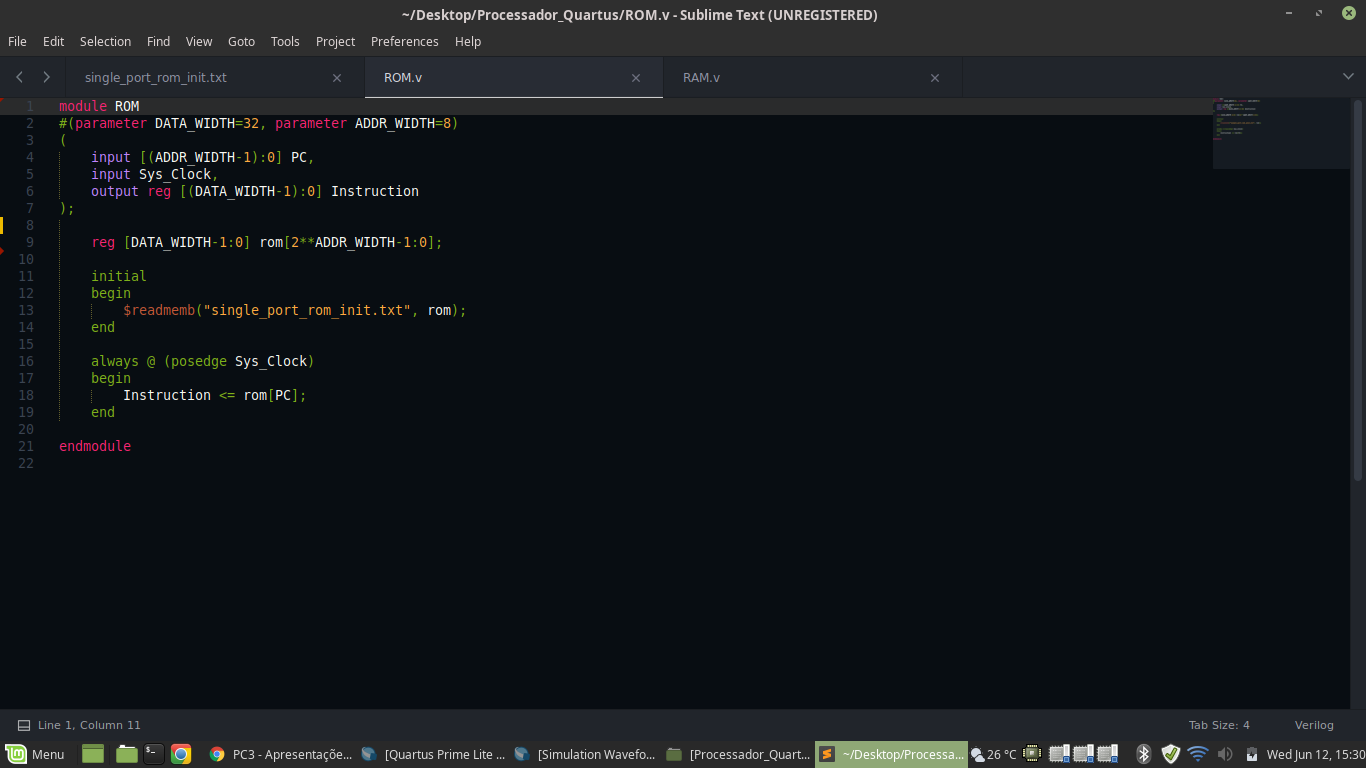 ~/Desktop/Processador_Quartus/ROM.v - Sublime Text (UNREGISTERED)
File Edit Selection Find View Goto Tools Project Preferences Help
single_port_rom_init.txt ROM.v RAM.v
1 module ROM
2 #(parameter DATA_WIDTH=32, parameter ADDR_WIDTH=8)
3 (
4 input [(ADDR_WIDTH-1):0] PC,
5 input Sys_Clock,
6 output reg [(DATA_WIDTH-1):0] Instruction
7 );
8
9 reg [DATA_WIDTH-1:0] rom[2**ADDR_WIDTH-1:0];
10
11 initial
12 begin
13 $readmemb("single_port_rom_init.txt", rom);
14 end
15
16 always @ (posedge Sys_Clock)
17 begin
18 Instruction <= rom[PC];
19 end
20
21 endmodule
22
Line 1, Column 11 Tab Size: 4 Verilog
Menu PC3 - Apresentaçõe... [Quartus Prime Lite ... [Simulation Wavefo... [Processador_Quart... ~/Desktop/Processa... 26 °C Wed Jun 12, 15:30